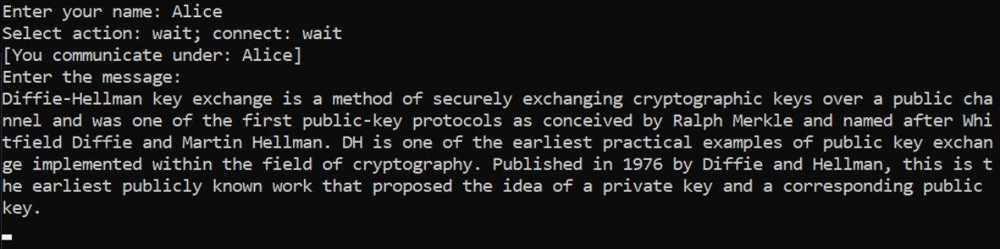 Enter your name: Alice
Select action: wait; connect: wait
[You communicate under: Alice]
Enter the message:
Diffie-Hellman key exchange is a method of securely exchanging cryptographic keys over a public cha
nnel and was one of the first public-key protocols as conceived by Ralph Merkle and named after Whi
tfield Diffie and Martin Hellman. DH is one of the earliest practical examples of public key exchan
ge implemented within the field of cryptography. Published in 1976 by Diffie and Hellman, this is t
he earliest publicly known work that proposed the idea of a private key and a corresponding public
key.